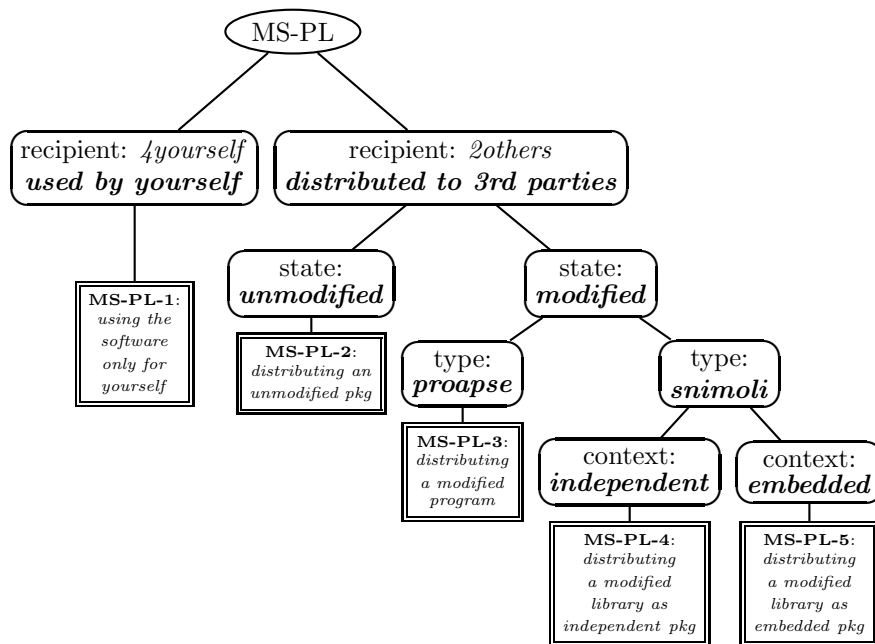 MS-PL
recipient: 4yourself
used by yourself
recipient: 2others
distributed to 3rd parties
MS-PL-1:
using the
software
only for
yourself
state:
unmodified
MS-PL-2:
distributing an
unmodified pkg
state:
modified
type:
proapse
MS-PL-3:
distributing
a modified
program
type:
snimoli
context:
independent
MS-PL-4:
distributing
a modified
library as
independent pkg
context:
embedded
MS-PL-5:
distributing
a modified
library as
embedded pkg